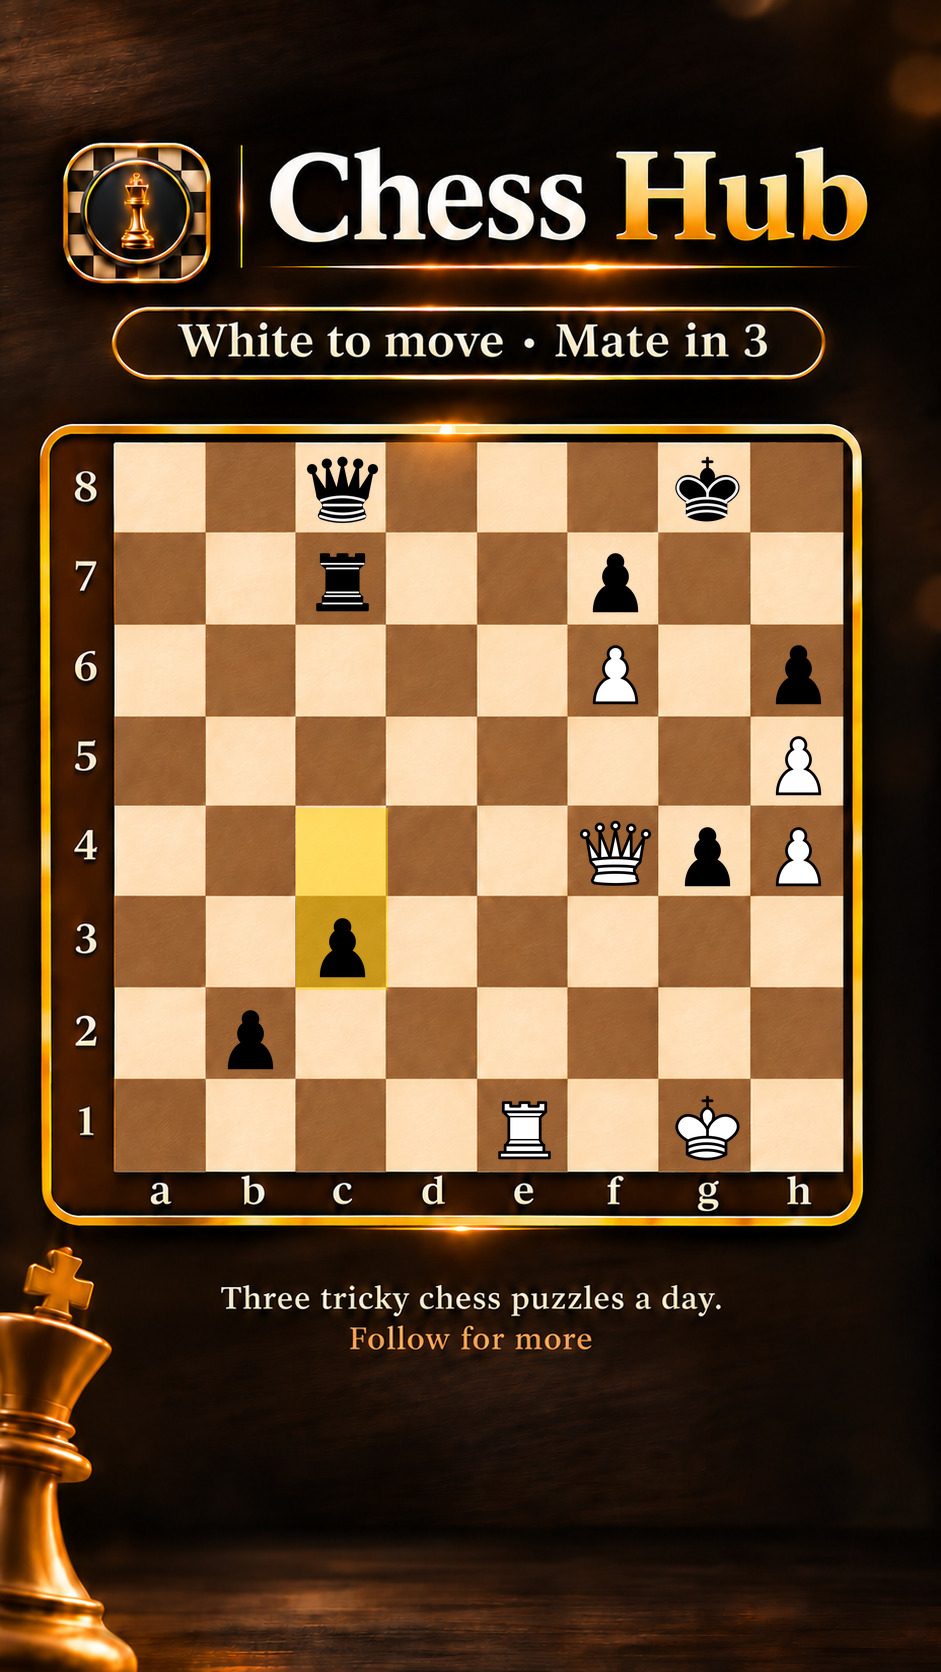 Chess Hub
White to move • Mate in 3
8
7
6
5
4
3
2
1
a b c d e f g h
Three tricky chess puzzles a day.
Follow for more